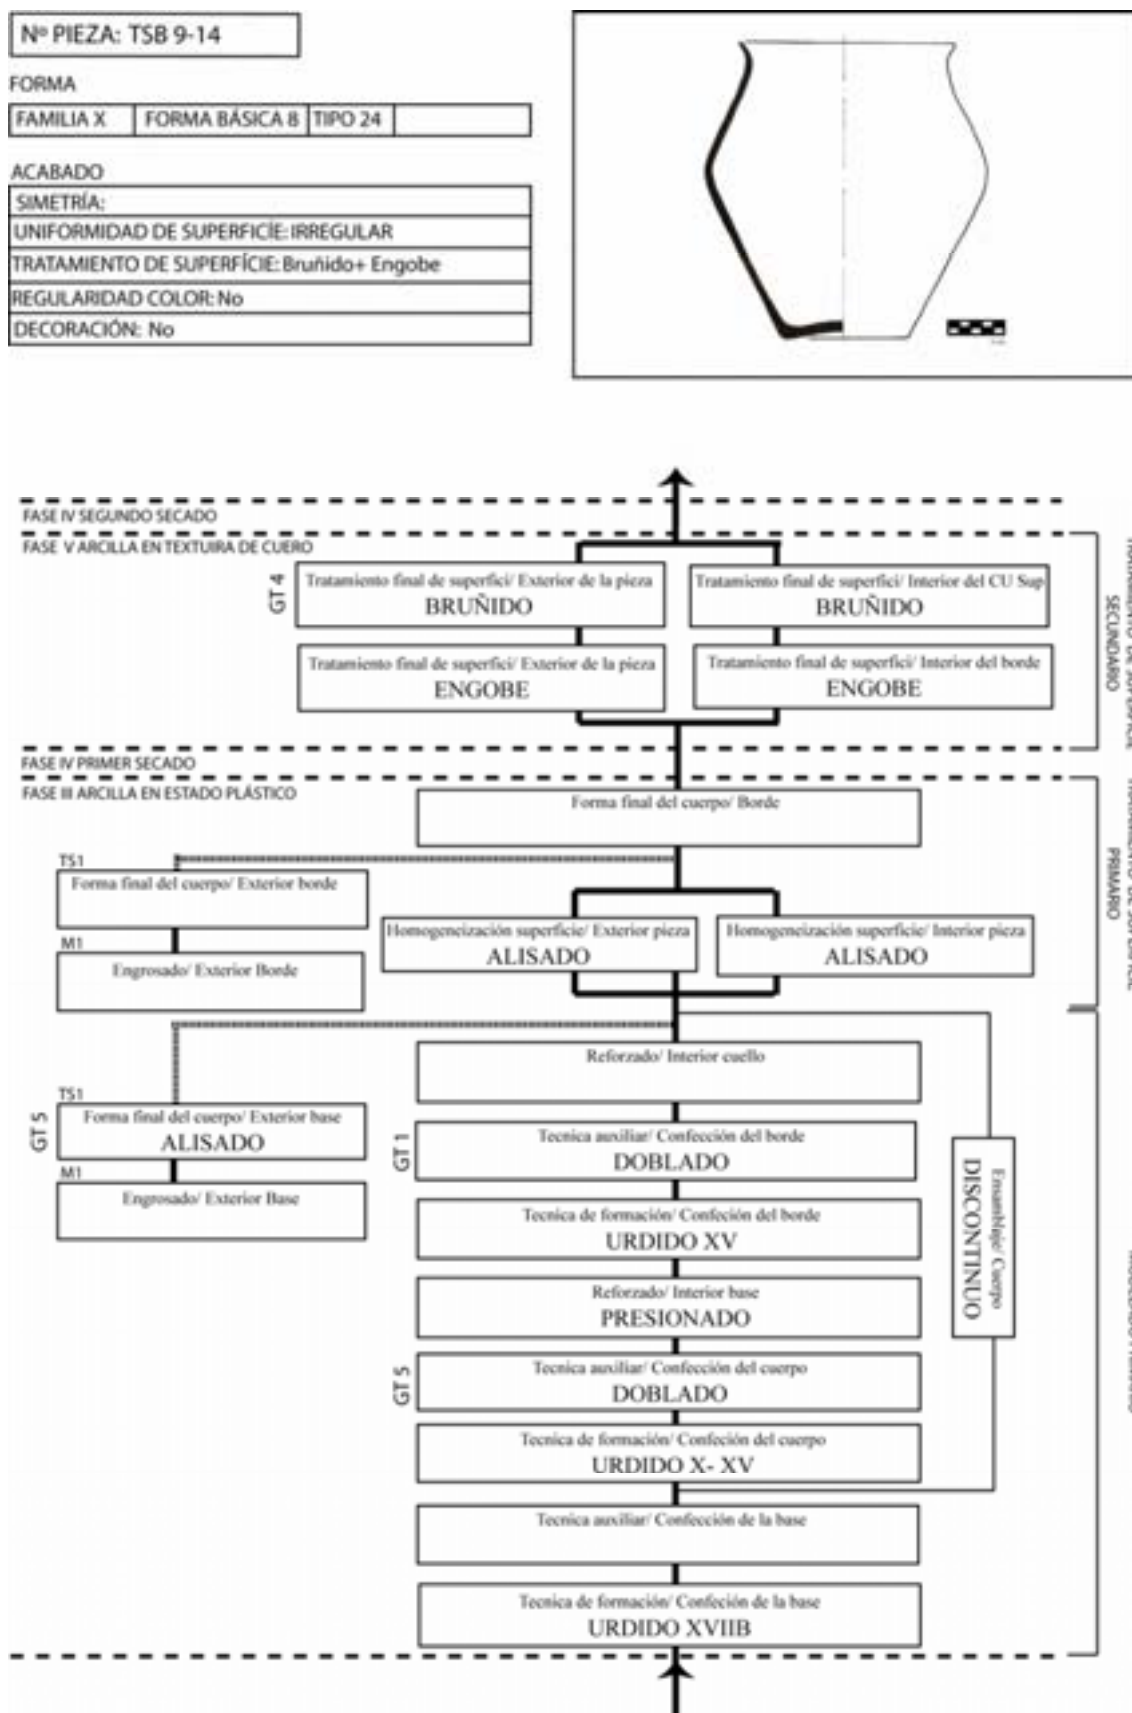 Nº PIEZA: TSB 9-14
FORMA
FAMILIA X
FORMA BÁSICA 8
TIPO 24
ACABADO
SIMETRÍA:
UNIFORMIDAD DE SUPERFICÍE: IRREGULAR
TRATAMIENTO DE SUPERFÍCIE: Bruñido+ Engobe
REGULARIDAD COLOR: No
DECORACIÓN: No
FASE IV SEGUNDO SECADO
FASE V ARCILLA EN TEXTUIRA DE CUERO
GT 4
Tratamiento final de superfici/ Exterior de la pieza
BRUÑIDO
Tratamiento final de superfici/ Interior del CU Sup
BRUÑIDO
Tratamiento final de superfici/ Exterior de la pieza
ENGOBE
Tratamiento final de superfici/ Interior del borde
ENGOBE
SECUNDARIO
FASE IV PRIMER SECADO
FASE III ARCILLA EN ESTADO PLÁSTICO
Forma final del cuerpo/ Borde
TS1
Forma final del cuerpo/ Exterior borde
M1
Engrosado/ Exterior Borde
Homogeneización superficie/ Exterior pieza
ALISADO
Homogeneización superficie/ Interior pieza
ALISADO
PRIMARIO
Reforzado/ Interior cuello
GT 5
TS1
Forma final del cuerpo/ Exterior base
ALISADO
M1
Engrosado/ Exterior Base
GT 1
Tecnica auxiliar/ Confección del borde
DOBLADO
Tecnica de formación/ Confeción del borde
URDIDO XV
Reforzado/ Interior base
PRESIONADO
Ensamblaje/ Cuerpo
DISCONTINUO
GT 5
Tecnica auxiliar/ Confección del cuerpo
DOBLADO
Tecnica de formación/ Confeción del cuerpo
URDIDO X- XV
Tecnica auxiliar/ Confección de la base
Tecnica de formación/ Confeción de la base
URDIDO XVIIB